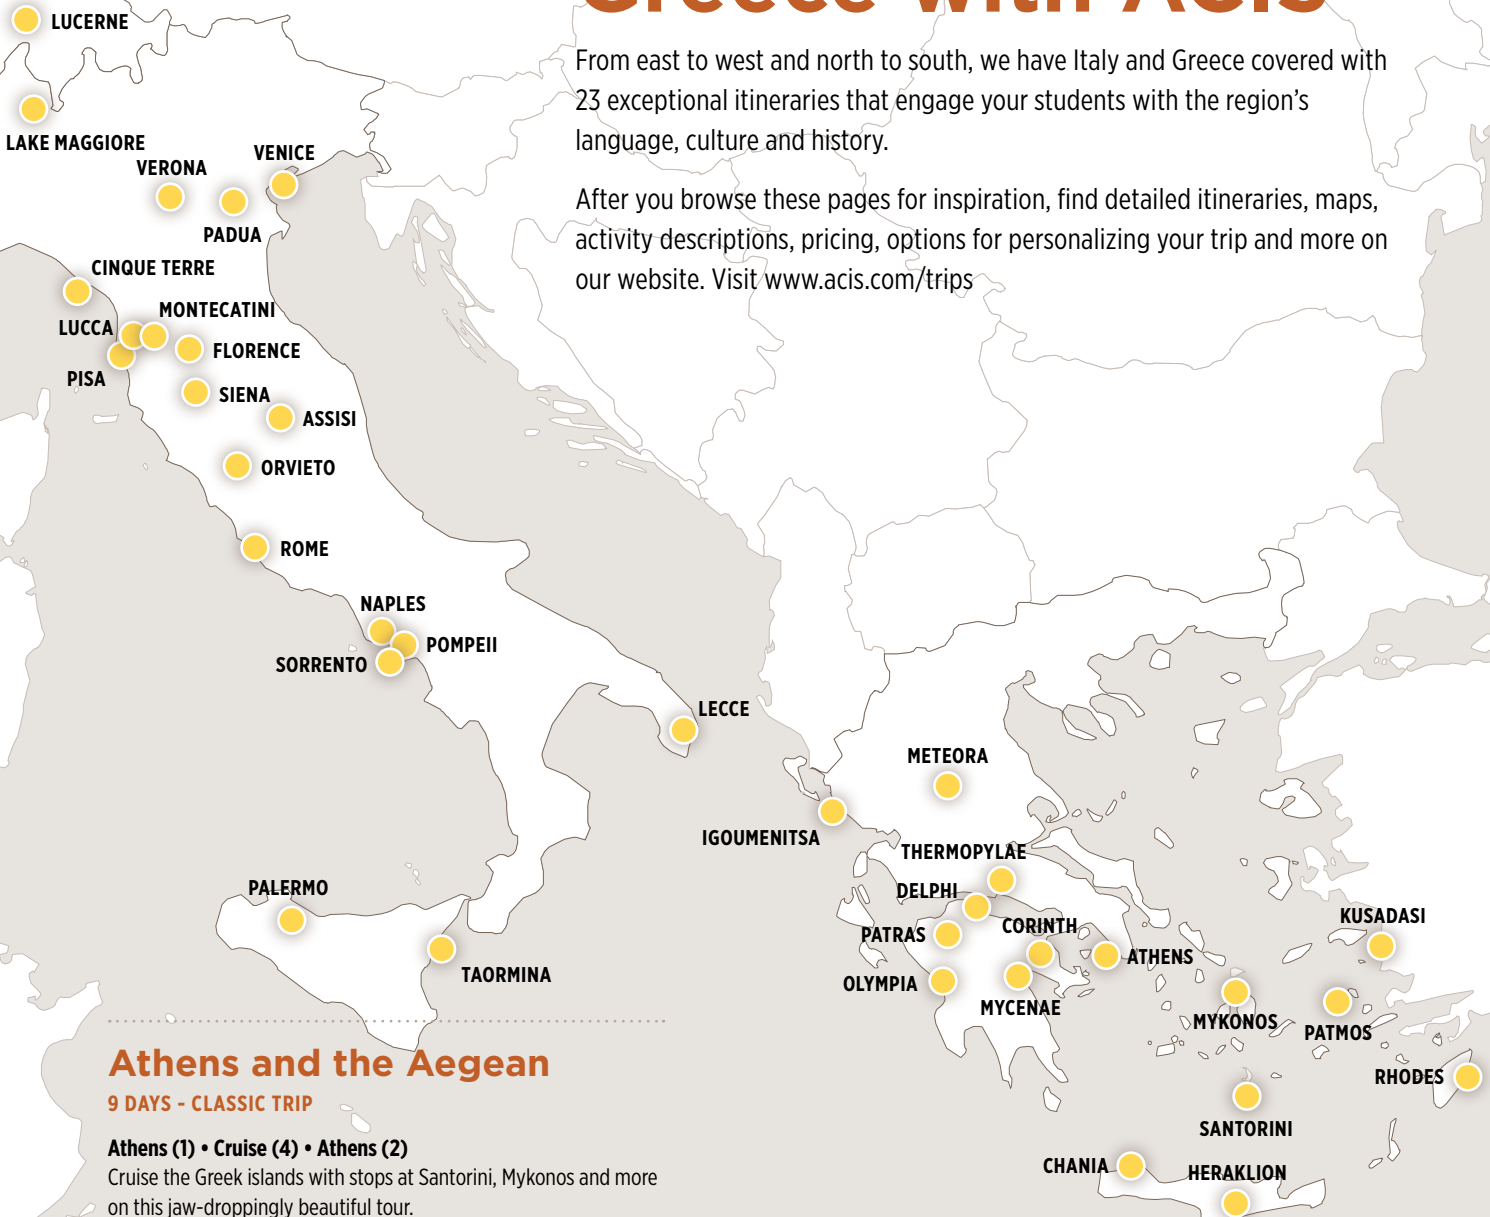 Greece with ACIS
From east to west and north to south, we have Italy and Greece covered with
23 exceptional itineraries that engage your students with the region's
language, culture and history.
After you browse these pages for inspiration, find detailed itineraries, maps,
activity descriptions, pricing, options for personalizing your trip and more on
our website. Visit www.acis.com/trips
LUCERNE
LAKE MAGGIORE
VERONA
VENICE
PADUA
CINQUE TERRE
MONTECATINI
LUCCA
FLORENCE
PISA
SIENA
ASSISI
ORVIETO
ROME
NAPLES
POMPEII
SORRENTO
LECCE
METEORA
IGOUMENITSA
THERMOPYLAE
PALERMO
DELPHI
KUSADASI
CORINTH
PATRAS
ATHENS
TAORMINA
OLYMPIA
MYCENAE
MYKONOS
PATMOS
RHODES
SANTORINI
CHANIA
HERAKLION
Athens and the Aegean
9 DAYS - CLASSIC TRIP
Athens (1) • Cruise (4) • Athens (2)
Cruise the Greek islands with stops at Santorini, Mykonos and more
on this jaw-droppingly beautiful tour.